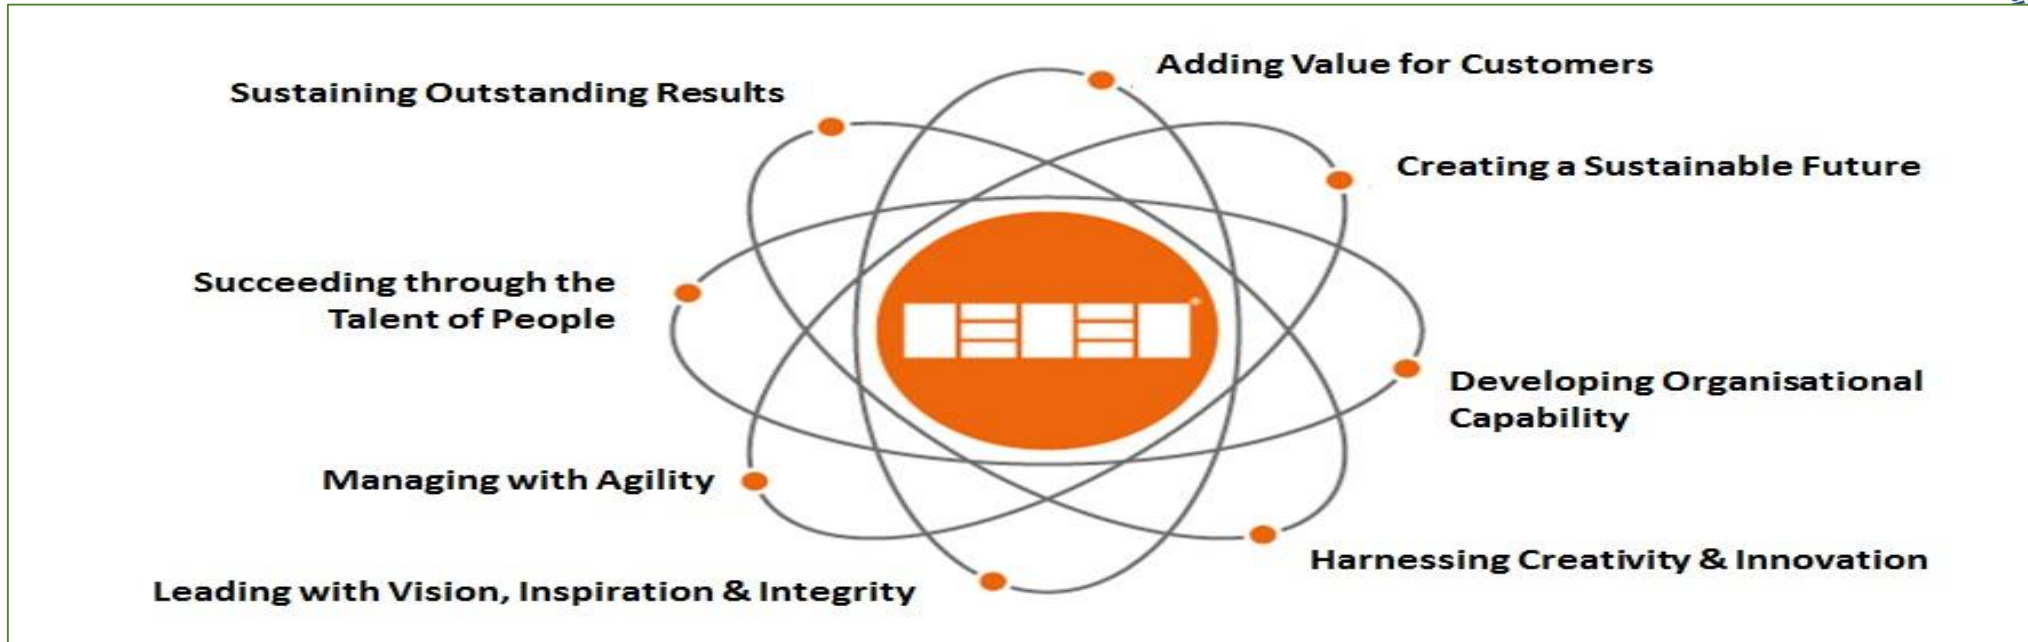 Adding Value for Customers
Creating a Sustainable Future
Developing Organisational
Capability
Harnessing Creativity & Innovation
Leading with Vision, Inspiration & Integrity
Managing with Agility
Succeeding through the
Talent of People
Sustaining Outstanding Results